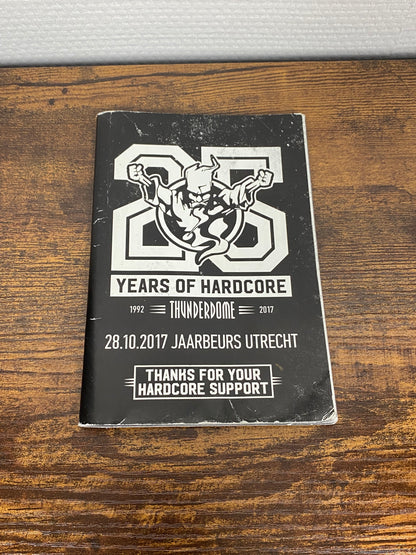 25
YEARS OF HARDCORE
1992 THUNDERDOME 2017
28.10.2017 JAARBEURS UTRECHT
THANKS FOR YOUR
HARDCORE SUPPORT